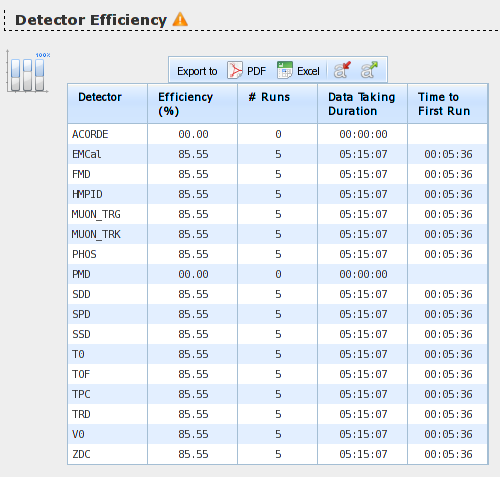 Detector Efficiency
100%
Export to PDF Excel
Detector Efficiency (%) # Runs Data Taking Duration Time to First Run
ACORDE 00.00 0 00:00:00
EMCal 85.55 5 05:15:07 00:05:36
FMD 85.55 5 05:15:07 00:05:36
HMPID 85.55 5 05:15:07 00:05:36
MUON_TRG 85.55 5 05:15:07 00:05:36
MUON_TRK 85.55 5 05:15:07 00:05:36
PHOS 85.55 5 05:15:07 00:05:36
PMD 00.00 0 00:00:00
SDD 85.55 5 05:15:07 00:05:36
SPD 85.55 5 05:15:07 00:05:36
SSD 85.55 5 05:15:07 00:05:36
T0 85.55 5 05:15:07 00:05:36
TOF 85.55 5 05:15:07 00:05:36
TPC 85.55 5 05:15:07 00:05:36
TRD 85.55 5 05:15:07 00:05:36
V0 85.55 5 05:15:07 00:05:36
ZDC 85.55 5 05:15:07 00:05:36